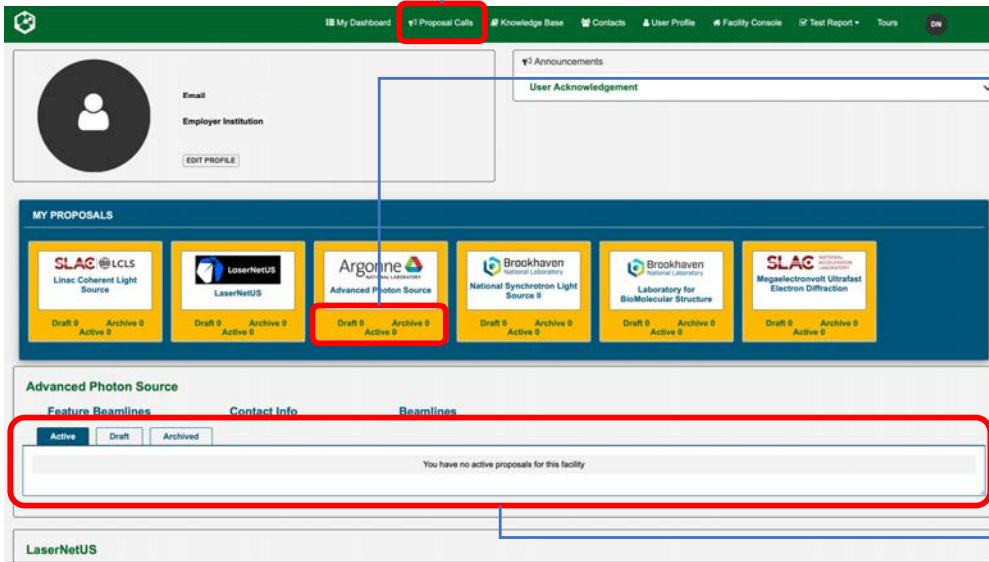 My Dashboard Proposal Calls Knowledge Base Contacts User Profile Facility Console Test Report Tours DN
Announcements
User Acknowledgement
Email
Employer Institution
EDIT PROFILE
MY PROPOSALS
SLAC LCLS
Linac Coherent Light
Source
Draft 0 Archive 0
Active 0
LaserNetUS
LaserNetUS
Draft 0 Archive 0
Active 0
Argonne
NATIONAL LABORATORY
Advanced Photon Source
Draft 0 Archive 0
Active 0
Brookhaven
National Laboratory
National Synchrotron Light
Source II
Draft 0 Archive 0
Active 0
Brookhaven
National Laboratory
Laboratory for
BioMolecular Structure
Draft 0 Archive 0
Active 0
SLAC NATIONAL
ACCELERATOR
LABORATORY
Megaelectronvolt Ultrafast
Electron Diffraction
Draft 0 Archive 0
Active 0
Advanced Photon Source
Feature Beamlines Contact Info Beamlines
Active Draft Archived
You have no active proposals for this facility
LaserNetUS